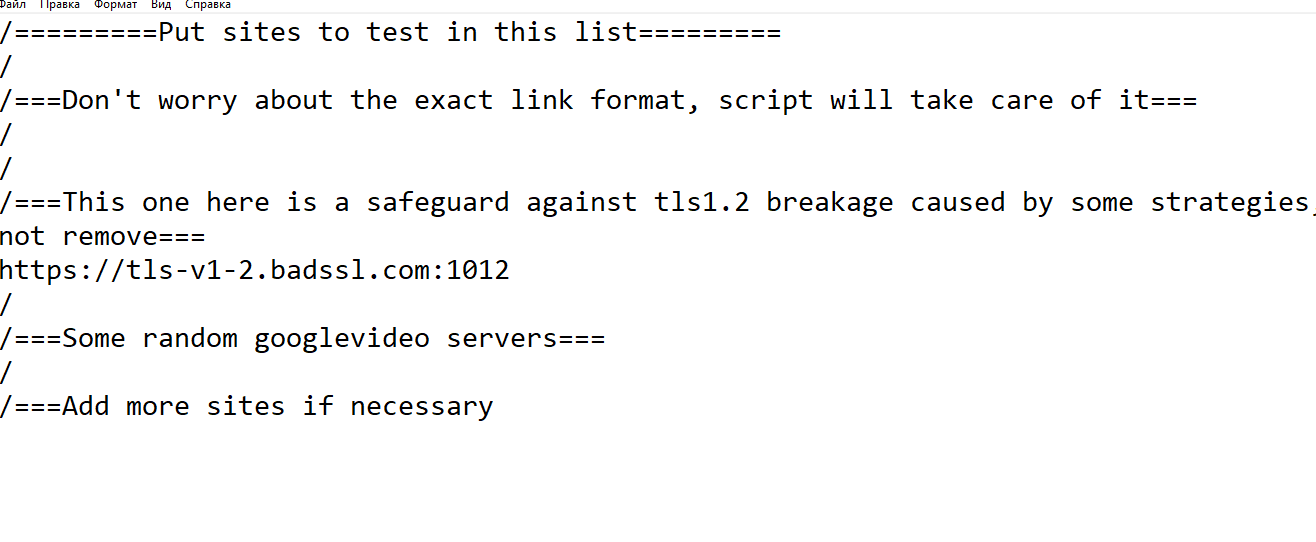 Файл Правка Формат Вид Справка
/=========Put sites to test in this list=========
/
/===Don't worry about the exact link format, script will take care of it===
/
/
/===This one here is a safeguard against tls1.2 breakage caused by some strategies,
not remove===
https://tls-v1-2.badssl.com:1012
/
/===Some random googlevideo servers===
/
/===Add more sites if necessary